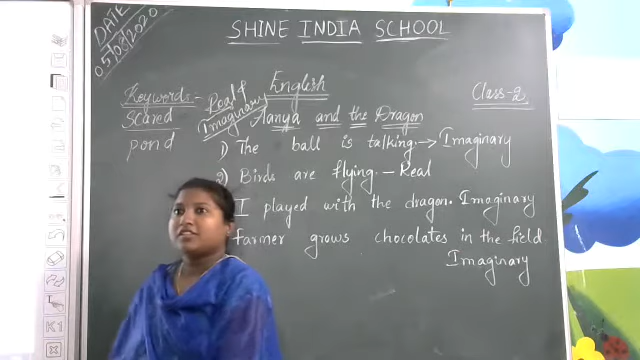 SHINE INDIA SCHOOL
DATE
05/03/2020
English
Class-2
Keywords:-
Scared
pond
Real &
Imaginary
Aanya and the Dragon
1) The ball is talking.→ Imaginary
2) Birds are flying. - Real
I played with the dragon. Imaginary
farmer grows chocolates in the field.
Imaginary
K1